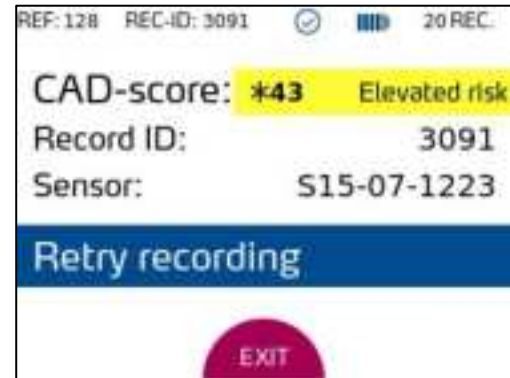 REF: 128 REC-ID: 3091 20 REC.
CAD-score: *43 Elevated risk
Record ID: 3091
Sensor: S15-07-1223
Retry recording
EXIT